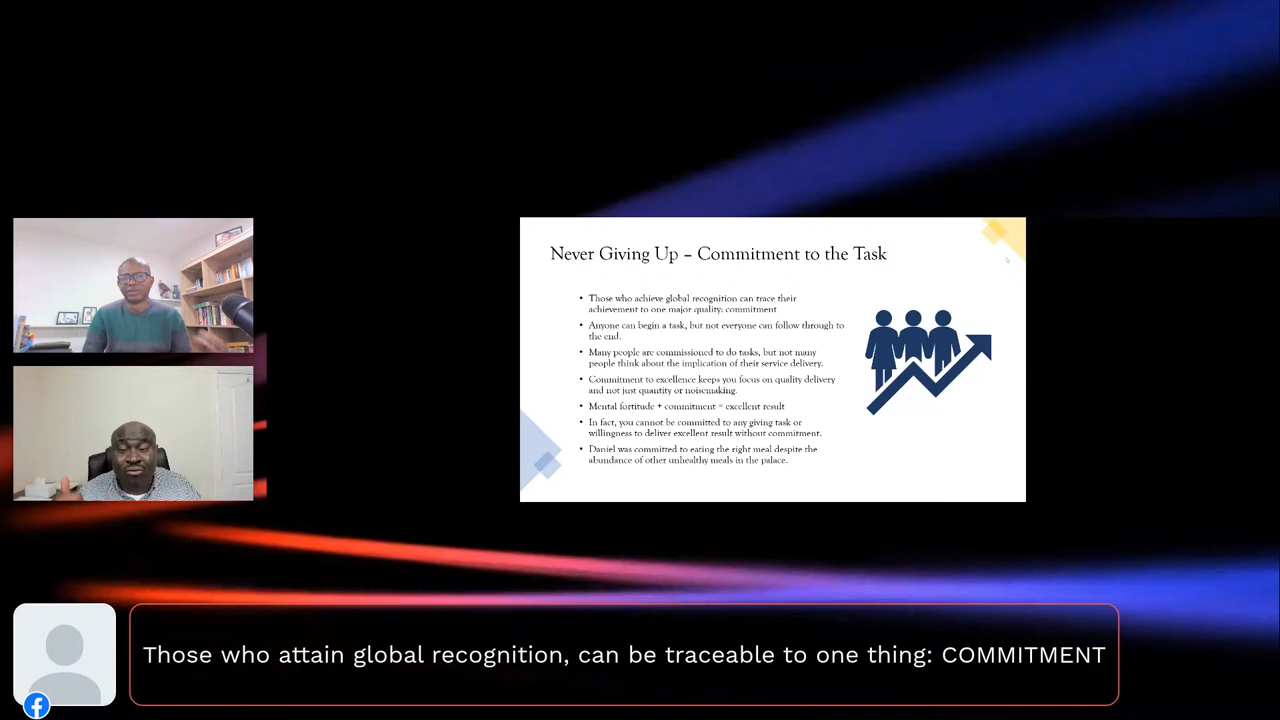 Never Giving Up – Commitment to the Task
• Those who achieve global recognition can trace their
achievement to one major quality: commitment
• Anyone can begin a task, but not everyone can follow through to
the end.
• Many people are commissioned to do tasks, but not many
people think about the implication of their service delivery.
• Commitment to excellence keeps you focus on quality delivery
and not just quantity or noisemaking.
• Mental fortitude + commitment = excellent result
• In fact, you cannot be committed to any giving task or
willingness to deliver excellent result without commitment.
• Daniel was committed to eating the right meal despite the
abundance of other unhealthy meals in the palace.
Those who attain global recognition, can be traceable to one thing: COMMITMENT